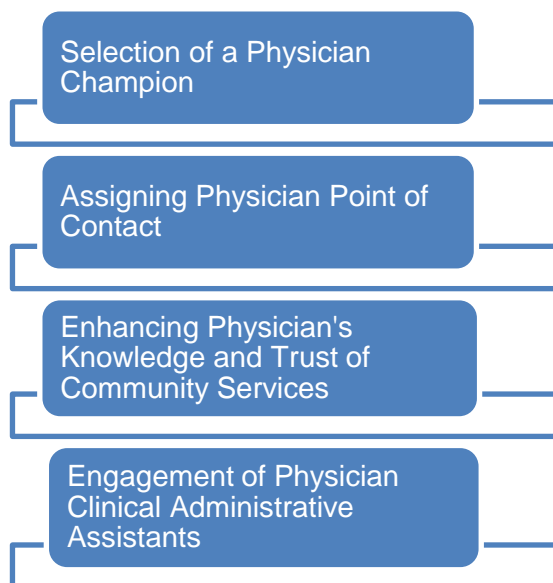 Selection of a Physician
Champion
Assigning Physician Point of
Contact
Enhancing Physician's
Knowledge and Trust of
Community Services
Engagement of Physician
Clinical Administrative
Assistants